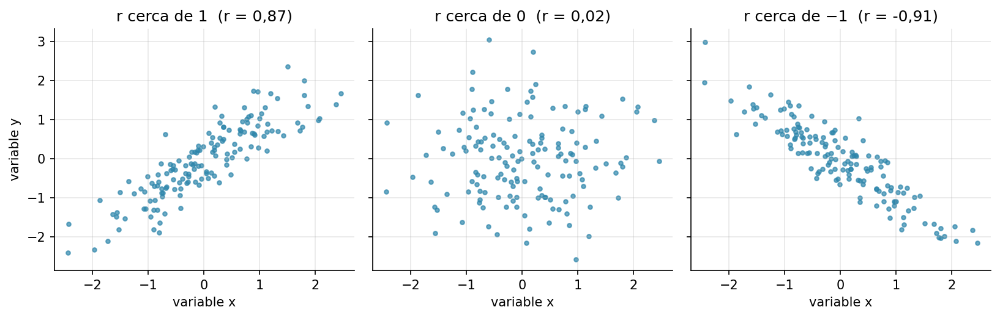 r cerca de 1  (r = 0,87)
r cerca de 0  (r = 0,02)
r cerca de −1  (r = -0,91)
3
2
1
0
−1
−2
variable y
−2 −1 0 1 2
−2 −1 0 1 2
−2 −1 0 1 2
variable x
variable x
variable x